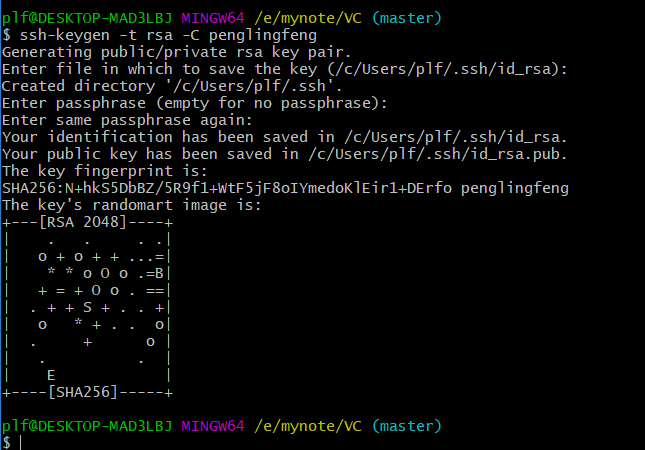 plf@DESKTOP-MAD3LBJ MINGW64 /e/mynote/VC (master)
$ ssh-keygen -t rsa -C penglingfeng
Generating public/private rsa key pair.
Enter file in which to save the key (/c/Users/plf/.ssh/id_rsa):
Created directory '/c/Users/plf/.ssh'.
Enter passphrase (empty for no passphrase):
Enter same passphrase again:
Your identification has been saved in /c/Users/plf/.ssh/id_rsa.
Your public key has been saved in /c/Users/plf/.ssh/id_rsa.pub.
The key fingerprint is:
SHA256:N+hkS5DbBZ/5R9f1+WtF5jF8oIYmedoKlEir1+DErfo penglingfeng
The key's randomart image is:
+---[RSA 2048]----+
|    .   .     . .|
|   o + o + + ...=|
|    * * o O o .=B|
|   + = + O o . ==|
|  . + + S + . . +|
|   o   * + . .  o|
|  .     +      o |
|   .          .  |
|    E            |
+----[SHA256]-----+
plf@DESKTOP-MAD3LBJ MINGW64 /e/mynote/VC (master)
$